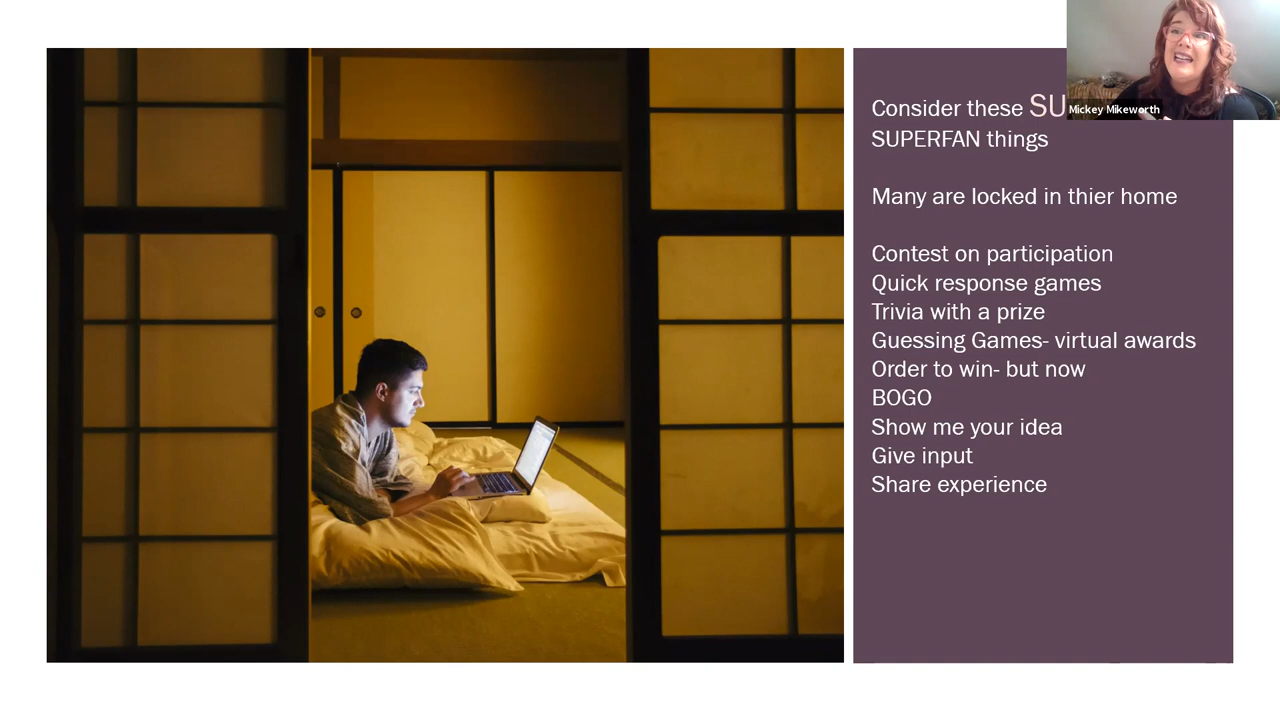 Consider these SU
SUPERFAN things
Many are locked in thier home
Contest on participation
Quick response games
Trivia with a prize
Guessing Games- virtual awards
Order to win- but now
BOGO
Show me your idea
Give input
Share experience
Mickey Mikeworth